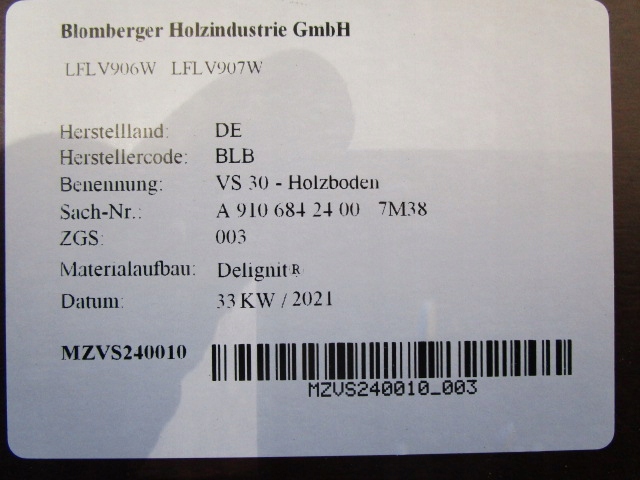 Blomberger Holzindustrie GmbH
LFLV906W LFLV907W
Herstellland: DE
Herstellercode: BLB
Benennung: VS 30 - Holzboden
Sach-Nr.: A 910 684 24 00 7M38
ZGS: 003
Materialaufbau: Delignit®
Datum: 33 KW / 2021
MZVS240010
MZVS240010_003